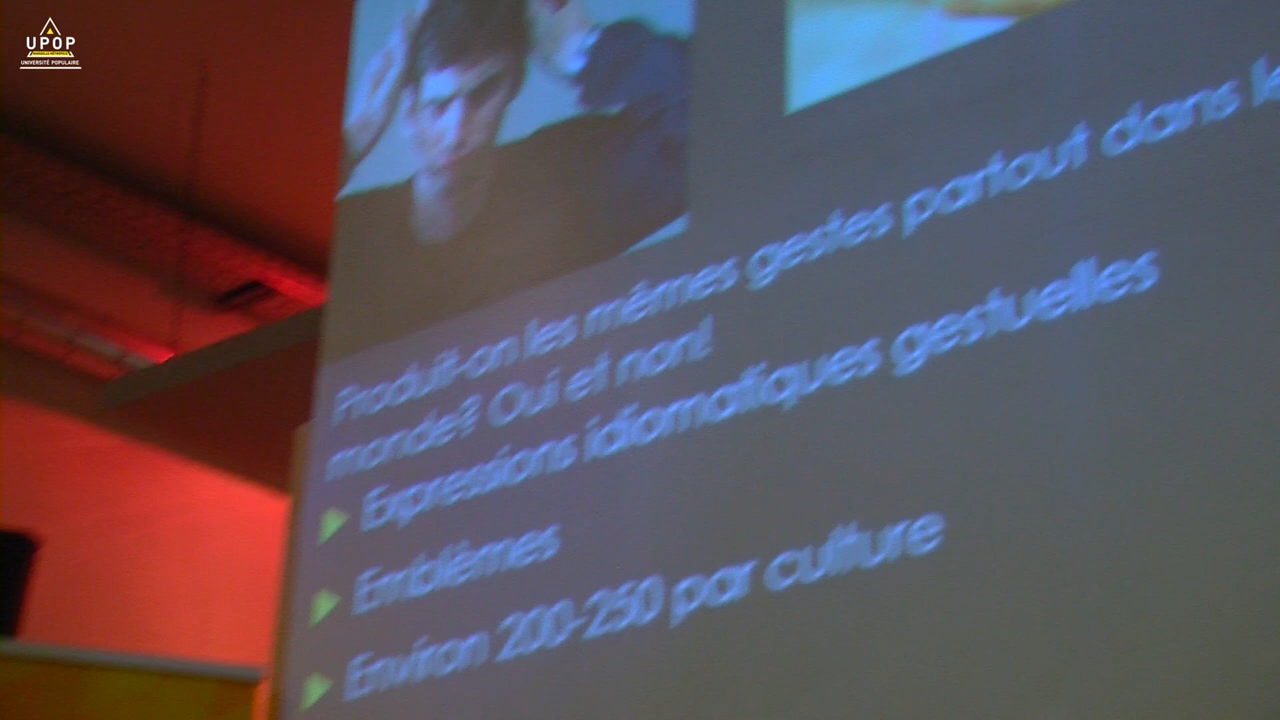 UPOP
UNIVERSITÉ POPULAIRE
Produit-on les mêmes gestes partout dans le
monde? Oui et non!
Expressions idiomatiques gestuelles
Emblèmes
Environ 200-250 par culture